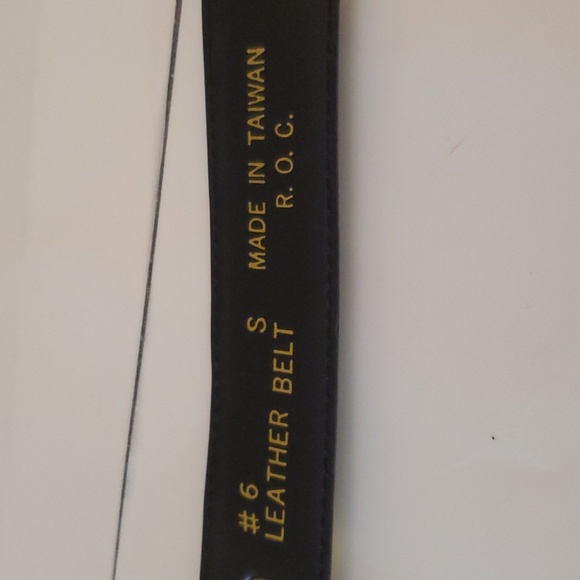 #6 S MADE IN TAIWAN
LEATHER BELT R. O. C.